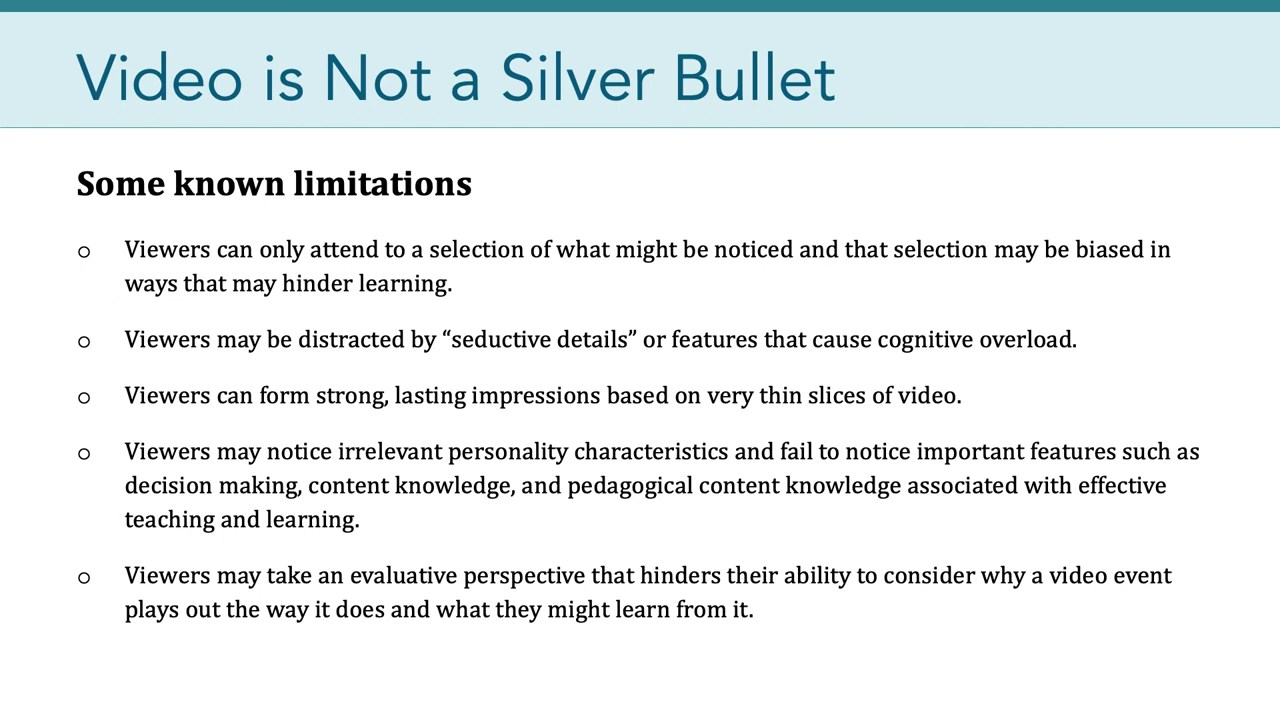 Video is Not a Silver Bullet
Some known limitations
o Viewers can only attend to a selection of what might be noticed and that selection may be biased in
ways that may hinder learning.
o Viewers may be distracted by “seductive details” or features that cause cognitive overload.
o Viewers can form strong, lasting impressions based on very thin slices of video.
o Viewers may notice irrelevant personality characteristics and fail to notice important features such as
decision making, content knowledge, and pedagogical content knowledge associated with effective
teaching and learning.
o Viewers may take an evaluative perspective that hinders their ability to consider why a video event
plays out the way it does and what they might learn from it.